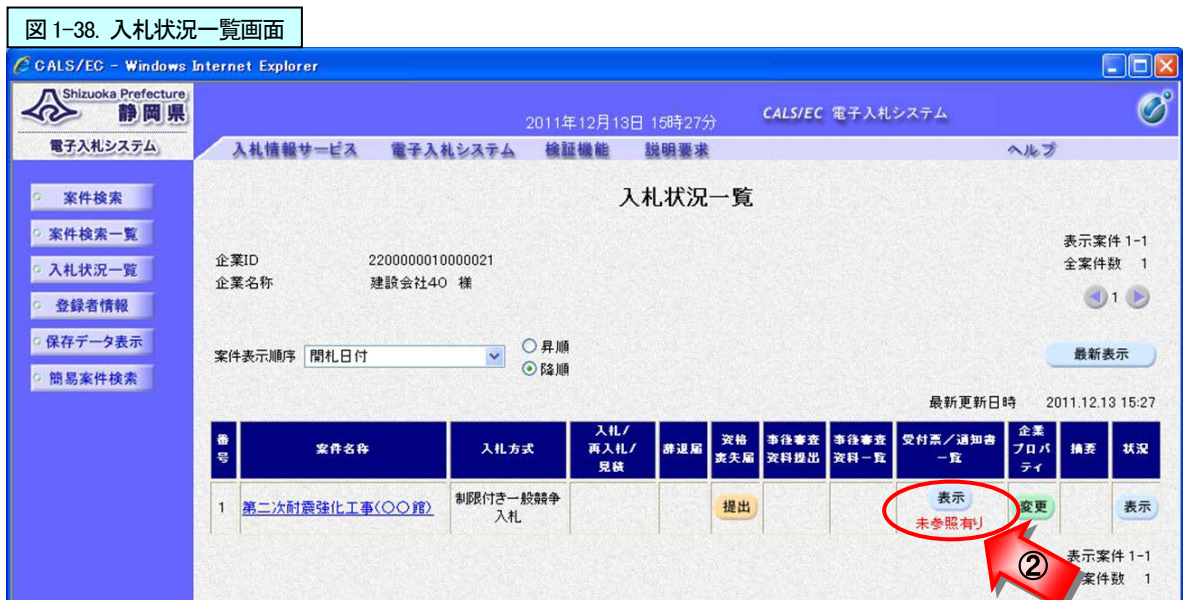 図 1-38. 入札状況一覧画面
CALS/EC - Windows Internet Explorer
Shizuoka Prefecture
静岡県
電子入札システム
2011年12月13日 15時27分
CALS/EC 電子入札システム
入札情報サービス 電子入札システム 検証機能 説明要求 ヘルプ
案件検索
案件検索一覧
入札状況一覧
登録者情報
保存データ表示
簡易案件検索
入札状況一覧
企業ID 2200000010000021
企業名称 建設会社40 様
表示案件 1-1
全案件数 1
1
案件表示順序 開札日付
昇順
降順
最新表示
最新更新日時 2011.12.13 15:27
番号 案件名称 入札方式 入札/再入札/見積 辞退届 資格喪失届 事後審査資料提出 事後審査資料一覧 受付票/通知書一覧 企業プロパティ 摘要 状況
1 第二次耐震強化工事(〇〇館) 制限付き一般競争入札 提出 表示 未参照有り 変更 表示
②
表示案件 1-1
案件数 1